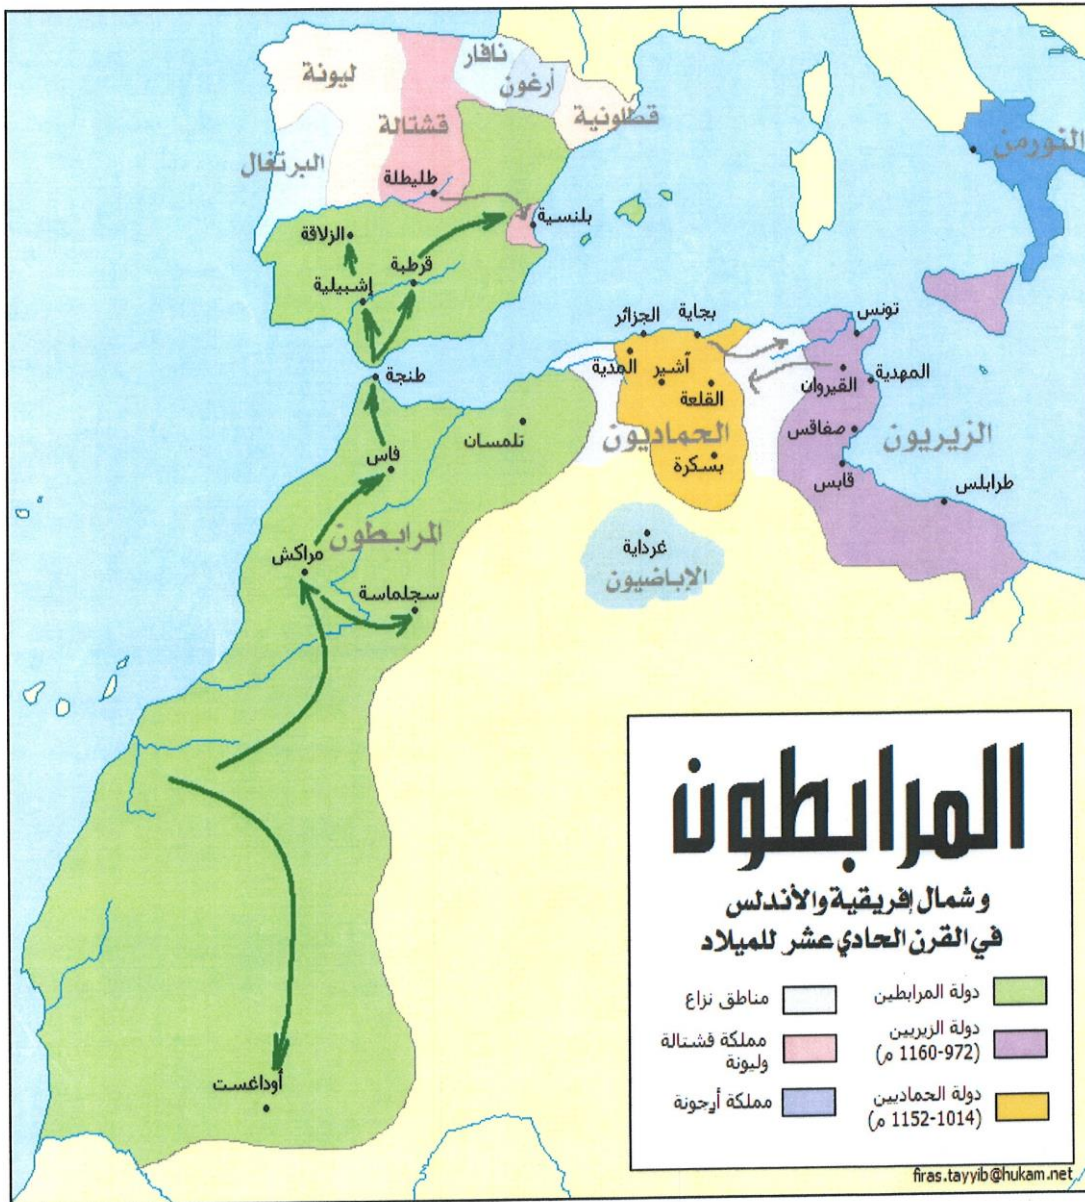 نافار
ليونة
أرغون
قطلونية
قشتالة
النورمن
البرتغال
طليطلة
بلنسية
الزلاقة
قرطبة
إشبيلية
تونس
بجاية
الجزائر
طنجة
المدية
آشير
القيروان
المهدية
القلعة
تلمسان
الحماديون
صفاقس
الزيريون
فاس
بسكرة
قابس
طرابلس
المرابطون
غرداية
مراكش
الإباضيون
سجلماسة
أوداغست
المرابطون
وشمال إفريقية والأندلس
في القرن الحادي عشر للميلاد
دولة المرابطين
مناطق نزاع
دولة الزيريين
(972-1160 م)
مملكة قشتالة
وليونة
دولة الحماديين
(1014-1152 م)
مملكة أرجونة
firas.tayyib@hukam.net